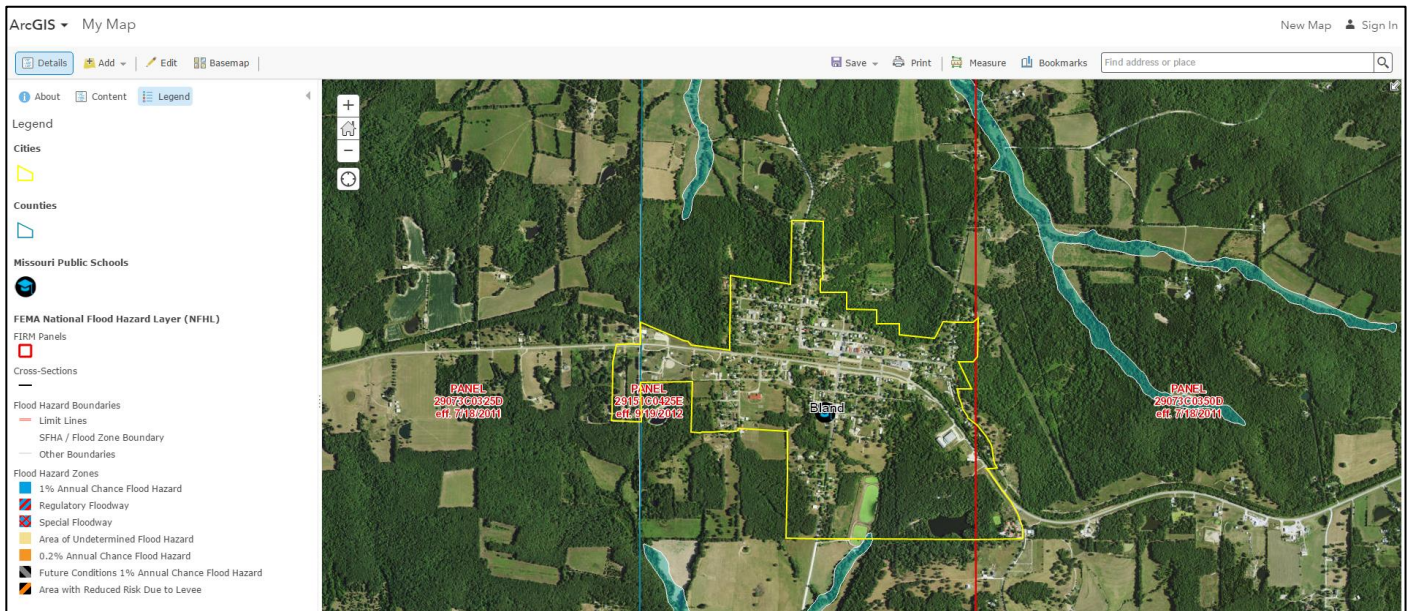 ArcGIS ▾ My Map
New Map Sign In
Details Add Edit Basemap
Save Print Measure Bookmarks Find address or place
About Content Legend
Legend
Cities
Counties
Missouri Public Schools
FEMA National Flood Hazard Layer (NFHL)
FIRM Panels
Cross-Sections
Flood Hazard Boundaries
Limit Lines
SFHA / Flood Zone Boundary
Other Boundaries
Flood Hazard Zones
1% Annual Chance Flood Hazard
Regulatory Floodway
Special Floodway
Area of Undetermined Flood Hazard
0.2% Annual Chance Flood Hazard
Future Conditions 1% Annual Chance Flood Hazard
Area with Reduced Risk Due to Levee
+
−
PANEL
29073C0325D
eff. 7/18/2011
PANEL
29151C0425E
eff. 9/19/2012
Bland
PANEL
29073C0350D
eff. 7/18/2011